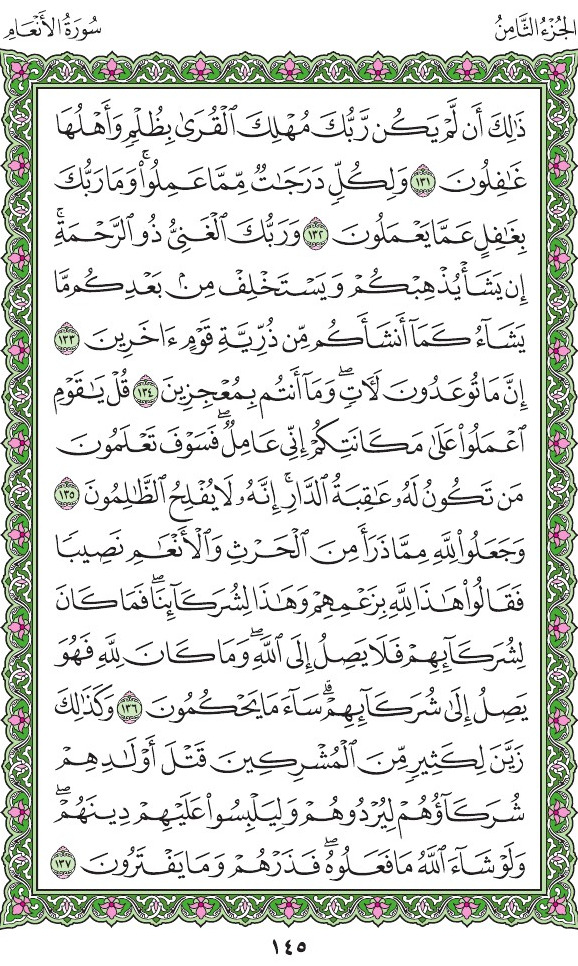 الجُزْءُ الثَّامِنُ
سُورَةُ الأَنْعَامِ
ذَٰلِكَ أَن لَّمْ يَكُن رَّبُّكَ مُهْلِكَ ٱلْقُرَىٰ بِظُلْمٍ وَأَهْلُهَا
غَٰفِلُونَ ١٣١ وَلِكُلٍّ دَرَجَٰتٌ مِّمَّا عَمِلُوا۟ ۚ وَمَا رَبُّكَ
بِغَٰفِلٍ عَمَّا يَعْمَلُونَ ١٣٢ وَرَبُّكَ ٱلْغَنِىُّ ذُو ٱلرَّحْمَةِ ۚ
إِن يَشَأْ يُذْهِبْكُمْ وَيَسْتَخْلِفْ مِنۢ بَعْدِكُم مَّا
يَشَآءُ كَمَآ أَنشَأَكُم مِّن ذُرِّيَّةِ قَوْمٍ ءَاخَرِينَ ١٣٣
إِنَّ مَا تُوعَدُونَ لَءَاتٍ ۖ وَمَآ أَنتُم بِمُعْجِزِينَ ١٣٤ قُلْ يَٰقَوْمِ
ٱعْمَلُوا۟ عَلَىٰ مَكَانَتِكُمْ إِنِّى عَامِلٌ ۖ فَسَوْفَ تَعْلَمُونَ
مَن تَكُونُ لَهُۥ عَٰقِبَةُ ٱلدَّارِ ۗ إِنَّهُۥ لَا يُفْلِحُ ٱلظَّٰلِمُونَ ١٣٥
وَجَعَلُوا۟ لِلَّهِ مِمَّا ذَرَأَ مِنَ ٱلْحَرْثِ وَٱلْأَنْعَٰمِ نَصِيبًا
فَقَالُوا۟ هَٰذَا لِلَّهِ بِزَعْمِهِمْ وَهَٰذَا لِشُرَكَآئِنَا ۖ فَمَا كَانَ
لِشُرَكَآئِهِمْ فَلَا يَصِلُ إِلَى ٱللَّهِ ۖ وَمَا كَانَ لِلَّهِ فَهُوَ
يَصِلُ إِلَىٰ شُرَكَآئِهِمْ ۗ سَآءَ مَا يَحْكُمُونَ ١٣٦ وَكَذَٰلِكَ
زَيَّنَ لِكَثِيرٍ مِّنَ ٱلْمُشْرِكِينَ قَتْلَ أَوْلَٰدِهِمْ
شُرَكَآؤُهُمْ لِيُرْدُوهُمْ وَلِيَلْبِسُوا۟ عَلَيْهِمْ دِينَهُمْ ۖ
وَلَوْ شَآءَ ٱللَّهُ مَا فَعَلُوهُ ۖ فَذَرْهُمْ وَمَا يَفْتَرُونَ ١٣٧
١٤٥